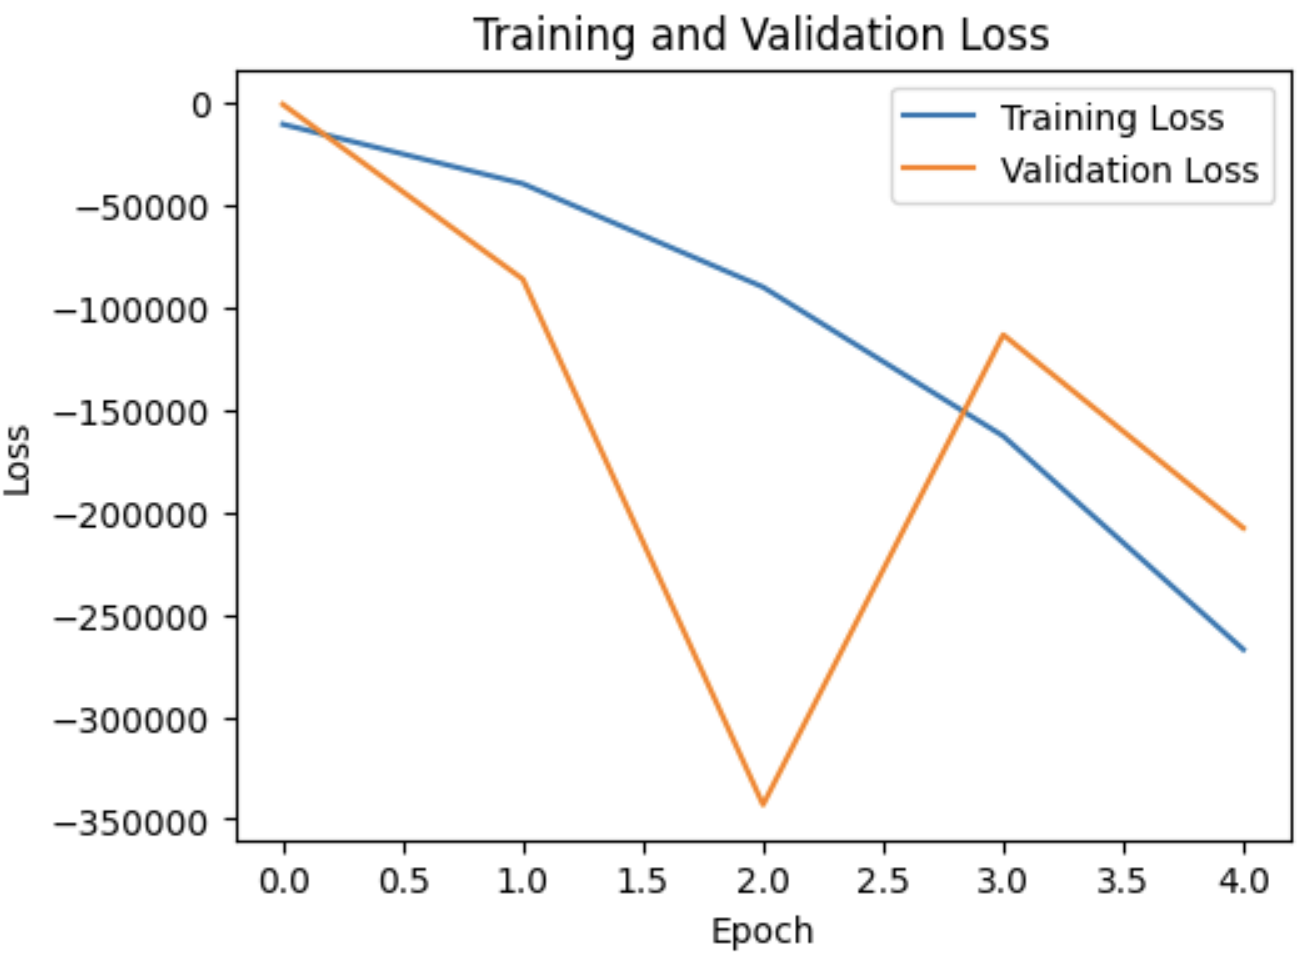 Training and Validation Loss
Training Loss
Validation Loss
0
−50000
−100000
−150000
−200000
−250000
−300000
−350000
Loss
0.0 0.5 1.0 1.5 2.0 2.5 3.0 3.5 4.0
Epoch